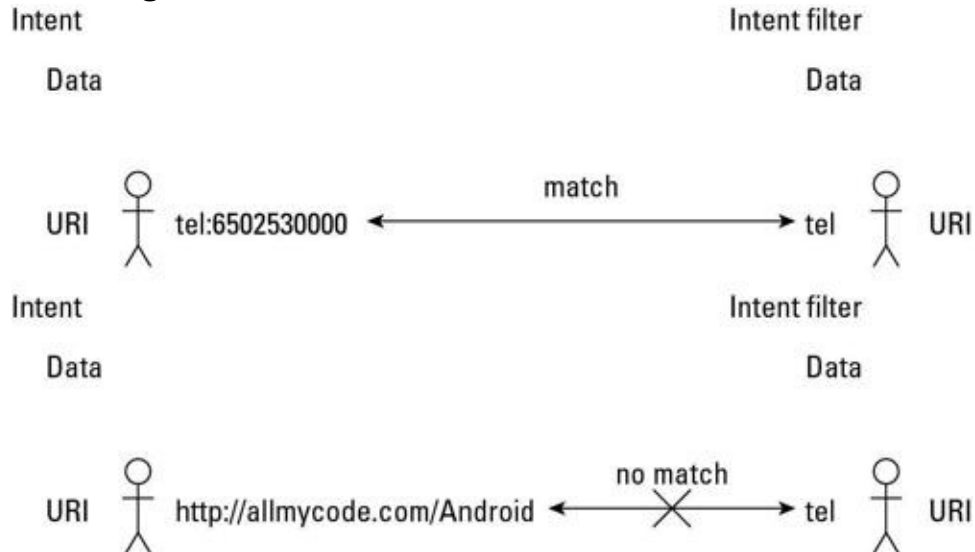 Intent Intent filter
Data Data
match
URI tel:6502530000 tel URI
Intent Intent filter
Data Data
no match
URI http://allmycode.com/Android tel URI